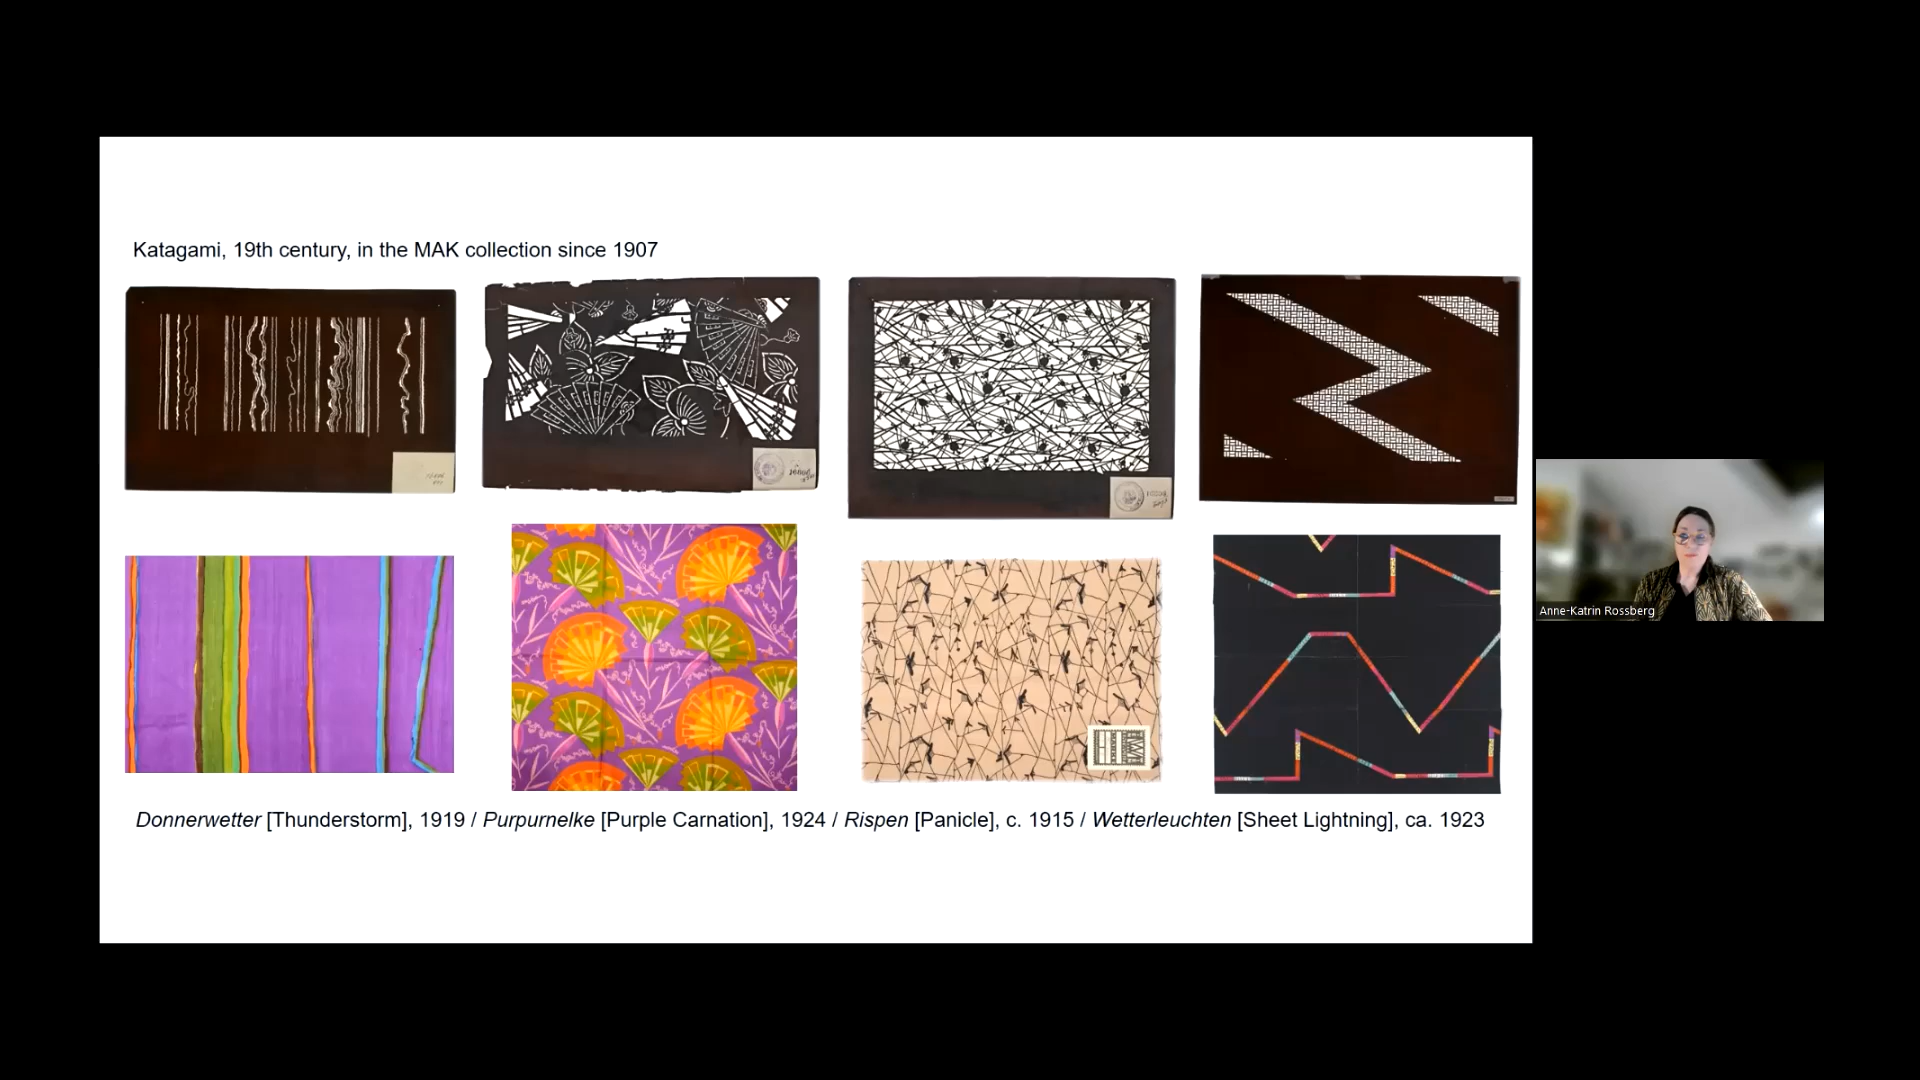 Katagami, 19th century, in the MAK collection since 1907
Donnerwetter [Thunderstorm], 1919 / Purpurnelke [Purple Carnation], 1924 / Rispen [Panicle], c. 1915 / Wetterleuchten [Sheet Lightning], ca. 1923
Anne-Katrin Rossberg